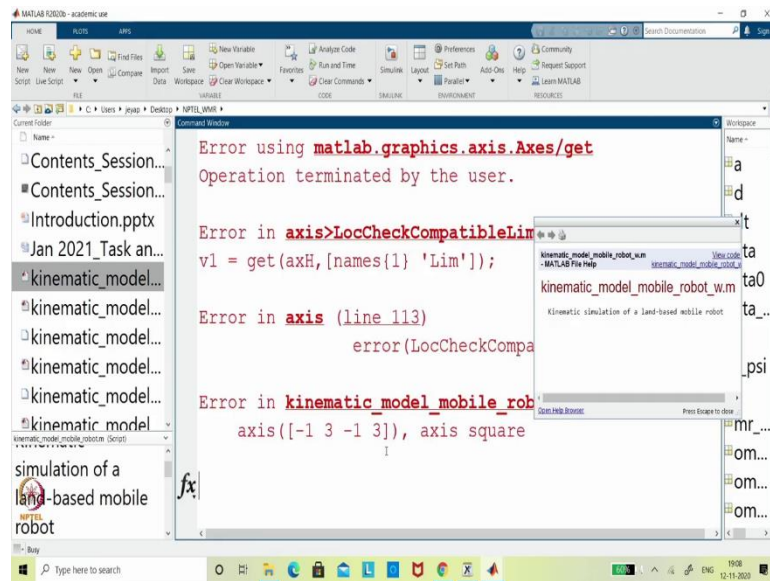 MATLAB R2020b - academic use
HOME PLOTS APPS
Search Documentation
Sign
New Script
New Live Script
New
Open
Find Files
Compare
Import Data
Save Workspace
New Variable
Open Variable
Clear Workspace
Favorites
Analyze Code
Run and Time
Clear Commands
Simulink
Layout
Preferences
Set Path
Parallel
Add-Ons
Help
Community
Request Support
Learn MATLAB
FILE VARIABLE CODE SIMULINK ENVIRONMENT RESOURCES
C: Users jeyap Desktop NPTEL_WMR
Current Folder
Name
Contents_Session...
Contents_Session...
Introduction.pptx
Jan 2021_Task an...
kinematic_model...
kinematic_model...
kinematic_model...
kinematic_model...
kinematic_model...
kinematic_model...
kinematic_model_mobile_robot.m (Script)
simulation of a
land-based mobile
robot
NPTEL
Command Window
Error using matlab.graphics.axis.Axes/get
Operation terminated by the user.
Error in axis>LocCheckCompatibleLim
v1 = get(axH,[names{1} 'Lim']);
Error in axis (line 113)
error(LocCheckCompa
Error in kinematic_model_mobile_rob
axis([-1 3 -1 3]), axis square
fx
kinematic_model_mobile_robot_w.m
- MATLAB File Help
View code
kinematic_model_mobile_robot_w
kinematic_model_mobile_robot_w.m
Kinematic simulation of a land-based mobile robot
Open Help Browser
Press Escape to close
Workspace
Name
a
d
lt
ta
ta0
ta_...
_psi
mr_...
om...
om...
om...
Busy
Type here to search
60%
ENG
19:08
12-11-2020